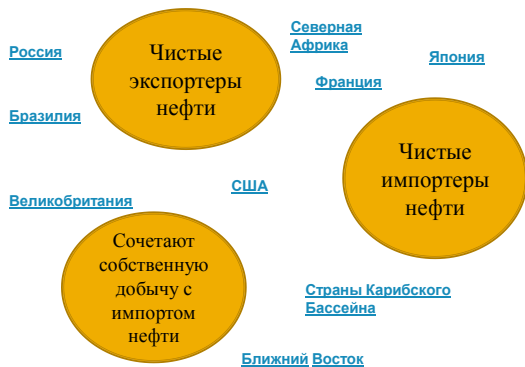 Россия
Чистые
экспортеры
нефти
Северная
Африка
Япония
Франция
Бразилия
Чистые
импортеры
нефти
США
Великобритания
Сочетают
собственную
добычу с
импортом
нефти
Страны Карибского
Бассейна
Ближний Восток